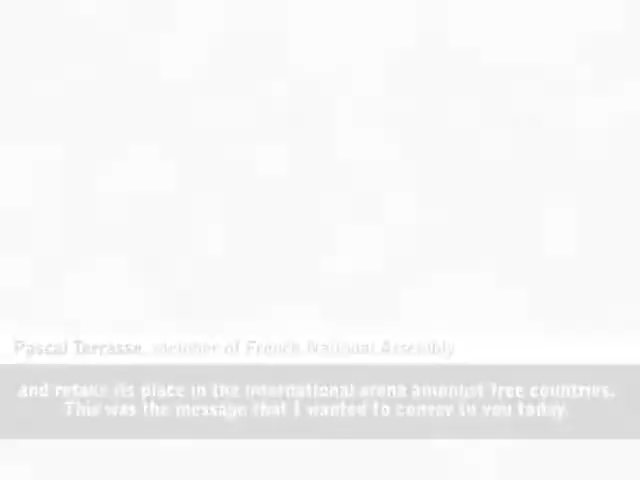 Pascal Terrasse, member of French National Assembly
and retake its place in the international arena amongst free countries.
This was the message that I wanted to convey to you today.